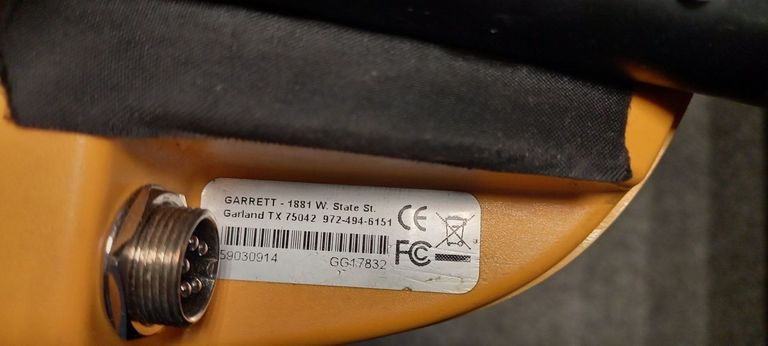 GARRETT - 1881 W. State St.
Garland TX 75042 972-494-6151
CE
FC
59030914 GG17832